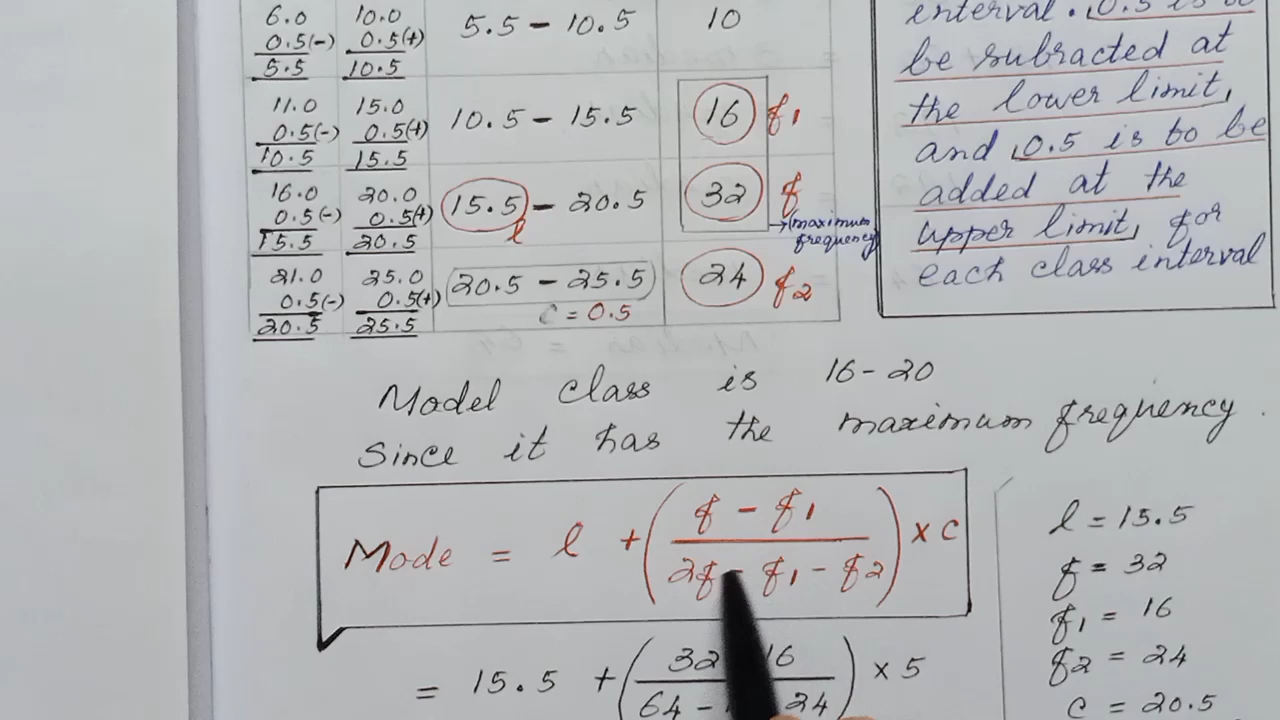 6.0 10.0 5.5 – 10.5 10
0.5(-) 0.5(+)
5.5 10.5
11.0 15.0 10.5 – 15.5 16 f1
0.5(-) 0.5(+)
10.5 15.5
16.0 20.0 15.5 – 20.5 32 f
0.5(-) 0.5(+) l → (maximum
15.5 20.5 frequency)
21.0 25.0 20.5 – 25.5 24 f2
0.5(-) 0.5(+) C = 0.5
20.5 25.5
interval. 0.5 is to
be subracted at
the lower limit,
and 0.5 is to be
added at the
upper limit, for
each class interval
Model class is 16-20
Since it has the maximum frequency.
Mode = l + (f - f1 / 2f - f1 - f2) × c
= 15.5 + (32 16 / 64 - 24) × 5
l = 15.5
f = 32
f1 = 16
f2 = 24
c = 20.5